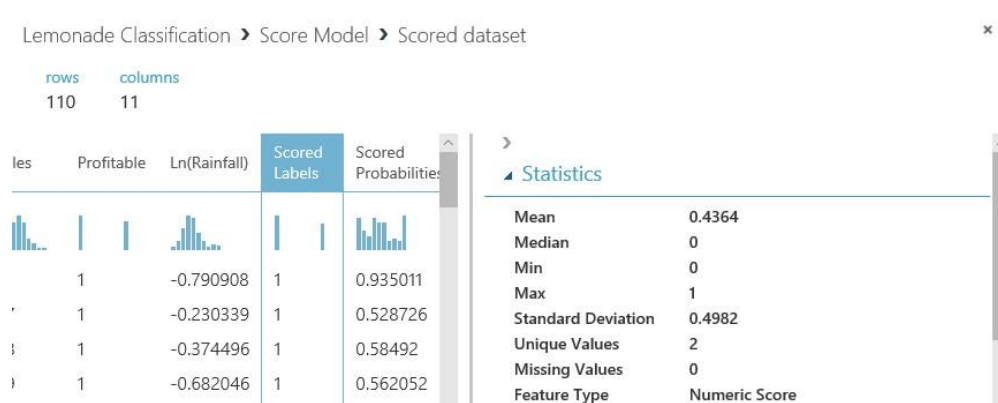 Lemonade Classification > Score Model > Scored dataset ×
rows columns
110 11
les Profitable Ln(Rainfall) Scored Labels Scored Probabilities
1 -0.790908 1 0.935011
1 -0.230339 1 0.528726
1 -0.374496 1 0.58492
1 -0.682046 1 0.562052
Statistics
Mean 0.4364
Median 0
Min 0
Max 1
Standard Deviation 0.4982
Unique Values 2
Missing Values 0
Feature Type Numeric Score